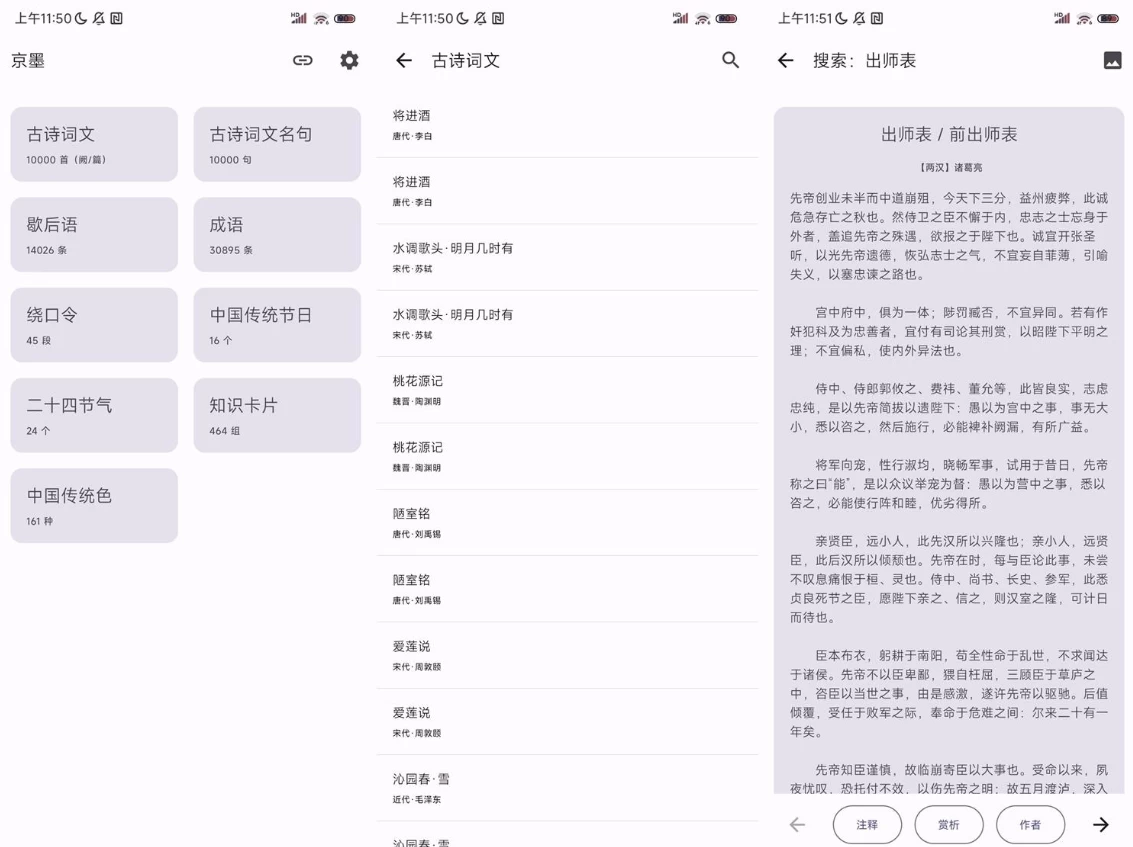 上午11:50
京墨
古诗词文
10000 首（阙/篇）
古诗词文名句
10000 句
歇后语
14026 条
成语
30895 条
绕口令
45 段
中国传统节日
16 个
二十四节气
24 个
知识卡片
464 组
中国传统色
161 种
上午11:50
古诗词文
将进酒
唐代·李白
将进酒
唐代·李白
水调歌头·明月几时有
宋代·苏轼
水调歌头·明月几时有
宋代·苏轼
桃花源记
魏晋·陶渊明
桃花源记
魏晋·陶渊明
陋室铭
唐代·刘禹锡
陋室铭
唐代·刘禹锡
爱莲说
宋代·周敦颐
爱莲说
宋代·周敦颐
沁园春·雪
近代·毛泽东
沁园春·雪
上午11:51
搜索：出师表
出师表 / 前出师表
【两汉】诸葛亮
先帝创业未半而中道崩殂，今天下三分，益州疲弊，此诚
危急存亡之秋也。然侍卫之臣不懈于内，忠志之士忘身于
外者，盖追先帝之殊遇，欲报之于陛下也。诚宜开张圣
听，以光先帝遗德，恢弘志士之气，不宜妄自菲薄，引喻
失义，以塞忠谏之路也。
宫中府中，俱为一体；陟罚臧否，不宜异同。若有作
奸犯科及为忠善者，宜付有司论其刑赏，以昭陛下平明之
理；不宜偏私，使内外异法也。
侍中、侍郎郭攸之、费祎、董允等，此皆良实，志虑
忠纯，是以先帝简拔以遗陛下：愚以为宫中之事，事无大
小，悉以咨之，然后施行，必能裨补阙漏，有所广益。
将军向宠，性行淑均，晓畅军事，试用于昔日，先帝
称之曰“能”，是以众议举宠为督：愚以为营中之事，悉以
咨之，必能使行阵和睦，优劣得所。
亲贤臣，远小人，此先汉所以兴隆也；亲小人，远贤
臣，此后汉所以倾颓也。先帝在时，每与臣论此事，未尝
不叹息痛恨于桓、灵也。侍中、尚书、长史、参军，此悉
贞良死节之臣，愿陛下亲之、信之，则汉室之隆，可计日
而待也。
臣本布衣，躬耕于南阳，苟全性命于乱世，不求闻达
于诸侯。先帝不以臣卑鄙，猥自枉屈，三顾臣于草庐之
中，咨臣以当世之事，由是感激，遂许先帝以驱驰。后值
倾覆，受任于败军之际，奉命于危难之间：尔来二十有一
年矣。
先帝知臣谨慎，故临崩寄臣以大事也。受命以来，夙
夜忧叹，恐托付不效，以伤先帝之明；故五月渡泸，深入
注释
赏析
作者